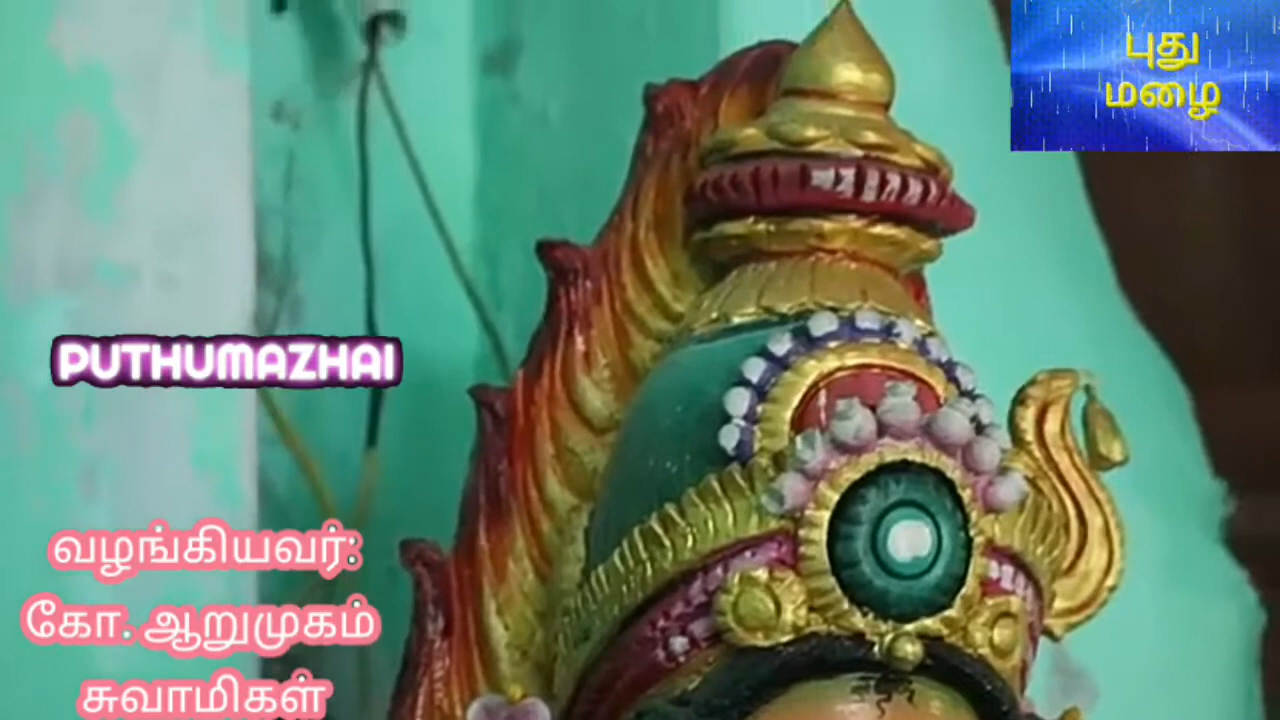 புது
மழை
PUTHUMAZHAI
வழங்கியவர்:
கோ. ஆறுமுகம்
சுவாமிகள்